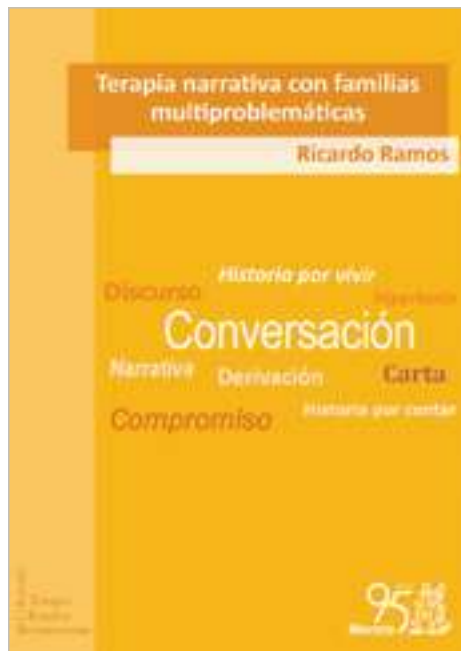 Terapia narrativa con familias
multiproblemáticas
Ricardo Ramos
Historia por vivir
Discurso
Conversación
Narrativa Derivación Carta
Compromiso Historia por contar
95
Morata